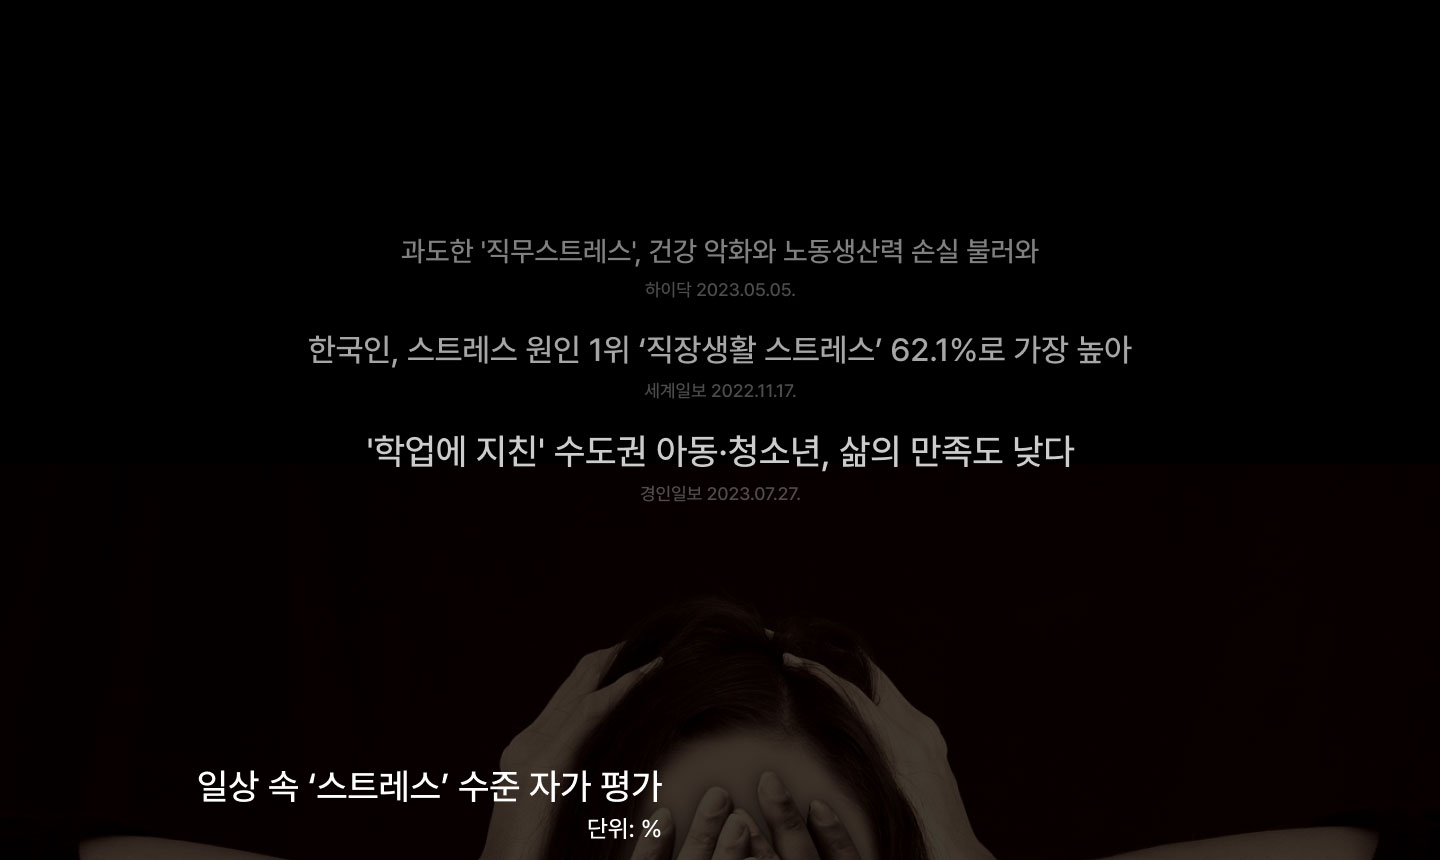 과도한 '직무스트레스', 건강 악화와 노동생산력 손실 불러와
하이닥 2023.05.05.
한국인, 스트레스 원인 1위 ‘직장생활 스트레스’ 62.1%로 가장 높아
세계일보 2022.11.17.
'학업에 지친' 수도권 아동·청소년, 삶의 만족도 낮다
경인일보 2023.07.27.
일상 속 ‘스트레스’ 수준 자가 평가
단위: %